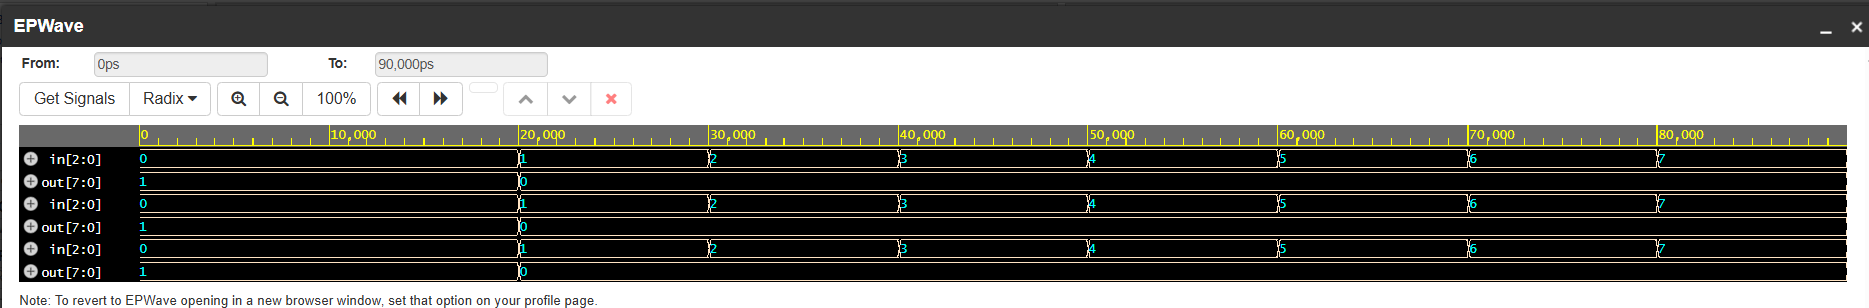 EPWave
From: 0ps To: 90,000ps
Get Signals Radix 100%
0 10,000 20,000 30,000 40,000 50,000 60,000 70,000 80,000
in[2:0] 0 1 2 3 4 5 6 7
out[7:0] 1 0
in[2:0] 0 1 2 3 4 5 6 7
out[7:0] 1 0
in[2:0] 0 1 2 3 4 5 6 7
out[7:0] 1 0
Note: To revert to EPWave opening in a new browser window, set that option on your profile page.